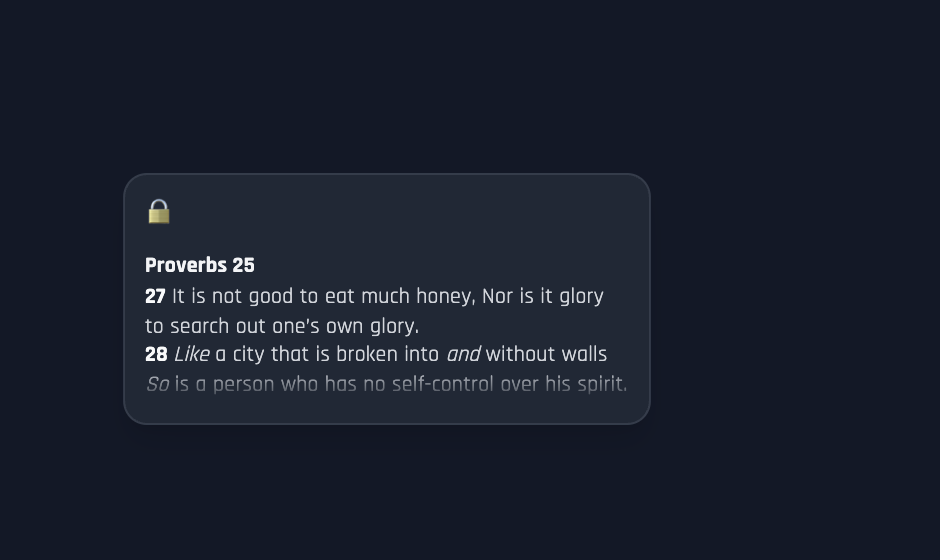 Proverbs 25
27 It is not good to eat much honey, Nor is it glory
to search out one's own glory.
28 Like a city that is broken into and without walls
So is a person who has no self-control over his spirit.